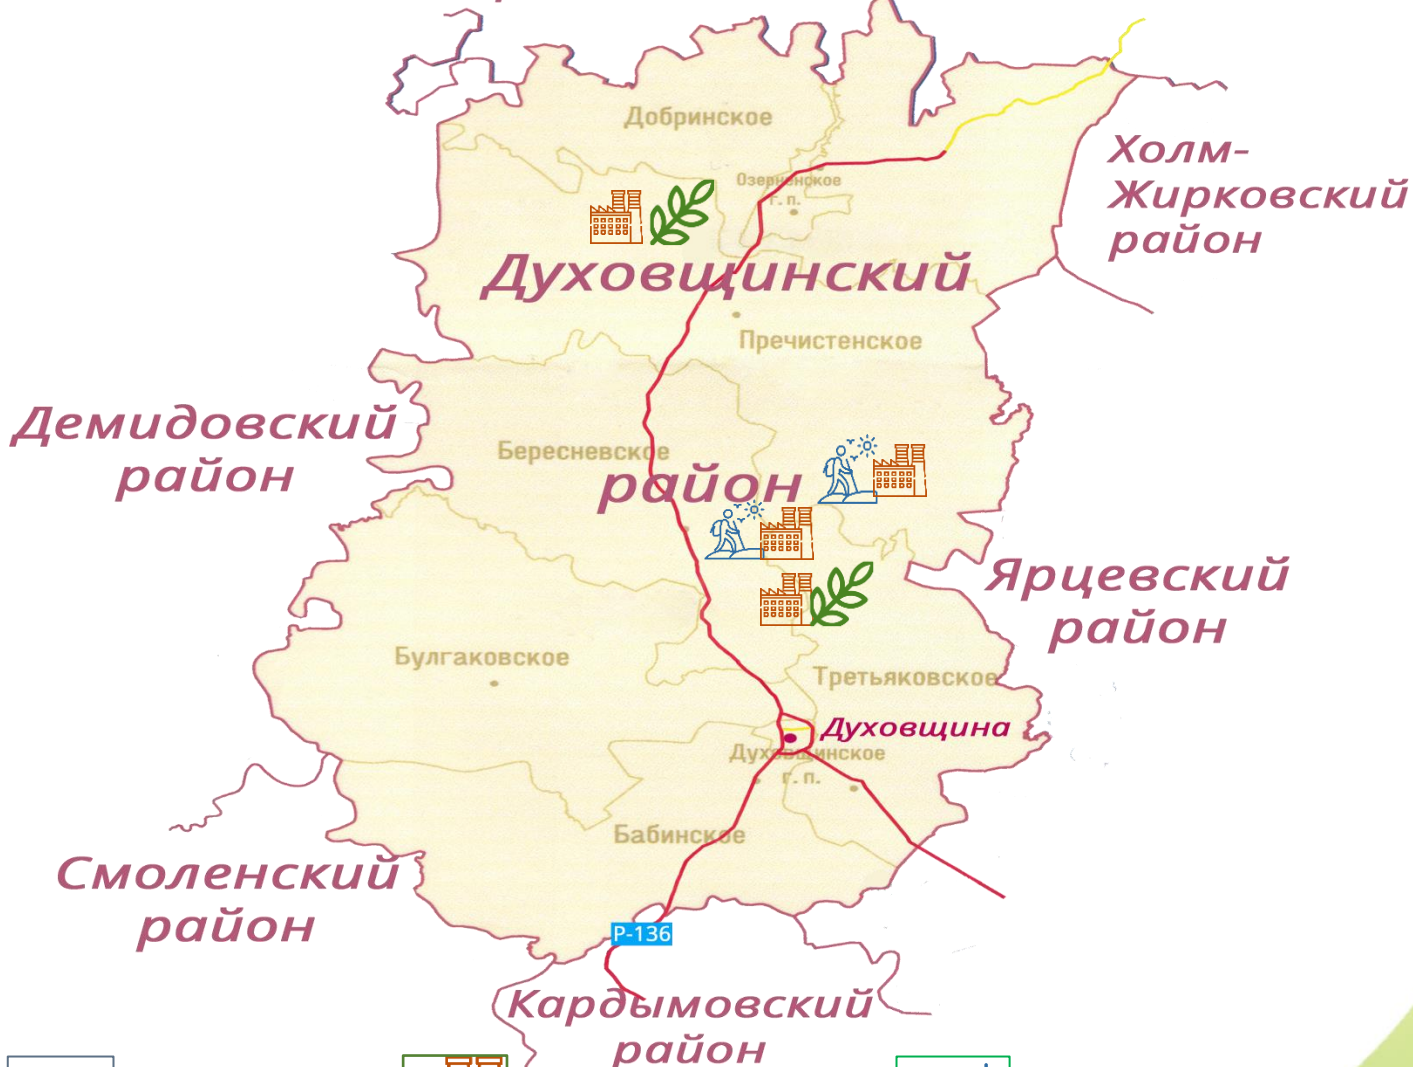 Добринское
Холм-
Жирковский
район
Озерненское
г. п.
Духовщинский
Пречистенское
Демидовский
район
Бересневское
район
Ярцевский
район
Булгаковское
Третьяковское
Духовщина
Духовщинское
г. п.
Бабинское
Смоленский
район
Р-136
Кардымовский
район